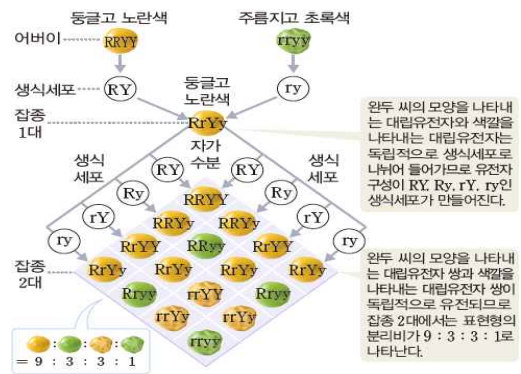 둥글고 노란색
주름지고 초록색
어버이
RRYY
rryy
생식세포
RY
둥글고
노란색
ry
잡종
1대
RrYy
자가
수분
생식
세포
RY
RY
생식
세포
Ry
RRYY
Ry
rY
RRYy
RRYy
rY
ry
RrYY
RRyy
RrYY
ry
잡종
2대
RrYy
RrYy
RrYy
RrYy
Rryy
rrYY
Rryy
rrYy
rrYy
rryy
: : :
= 9 : 3 : 3 : 1
완두 씨의 모양을 나타내
는 대립유전자와 색깔을
나타내는 대립유전자는
독립적으로 생식세포로
나뉘어 들어가므로 유전자
구성이 RY, Ry, rY, ry인
생식세포가 만들어진다.
완두 씨의 모양을 나타내
는 대립유전자 쌍과 색깔을
나타내는 대립유전자 쌍이
독립적으로 유전되므로
잡종 2대에서는 표현형의
분리비가 9 : 3 : 3 : 1로
나타난다.